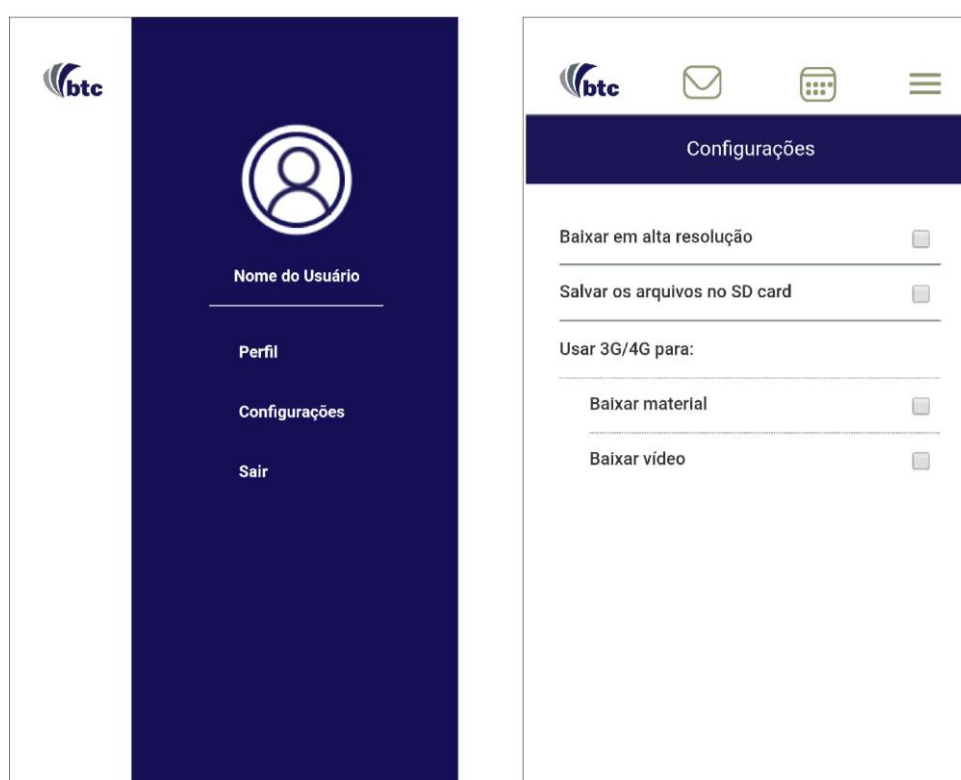 btc
Nome do Usuário
Perfil
Configurações
Sair
btc
Configurações
Baixar em alta resolução
Salvar os arquivos no SD card
Usar 3G/4G para:
Baixar material
Baixar vídeo